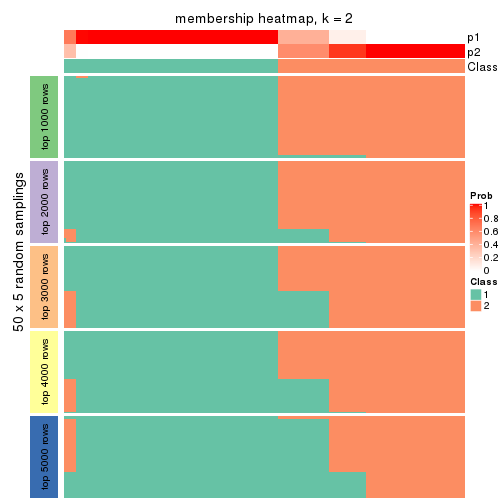 membership heatmap, k = 2
p1
p2
Class
50 x 5 random samplings
top 1000 rows
top 2000 rows
top 3000 rows
top 4000 rows
top 5000 rows
Prob
1
0.8
0.6
0.4
0.2
0
Class
1
2